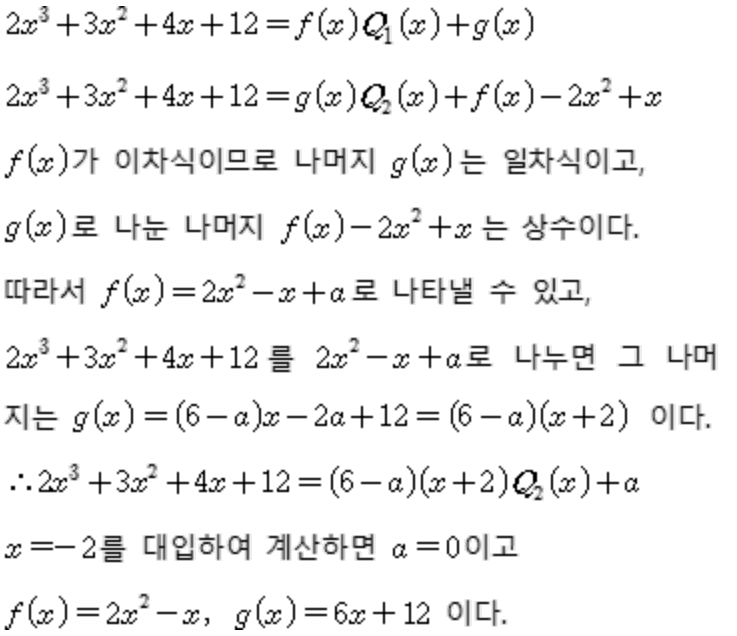 2x³+3x²+4x+12=f(x)Q₁(x)+g(x)
2x³+3x²+4x+12=g(x)Q₂(x)+f(x)−2x²+x
f(x)가 이차식이므로 나머지 g(x)는 일차식이고,
g(x)로 나눈 나머지 f(x)−2x²+x는 상수이다.
따라서 f(x)=2x²−x+a로 나타낼 수 있고,
2x³+3x²+4x+12를 2x²−x+a로 나누면 그 나머
지는 g(x)=(6−a)x−2a+12=(6−a)(x+2) 이다.
∴2x³+3x²+4x+12=(6−a)(x+2)Q₂(x)+a
x=−2를 대입하여 계산하면 a=0이고
f(x)=2x²−x, g(x)=6x+12 이다.